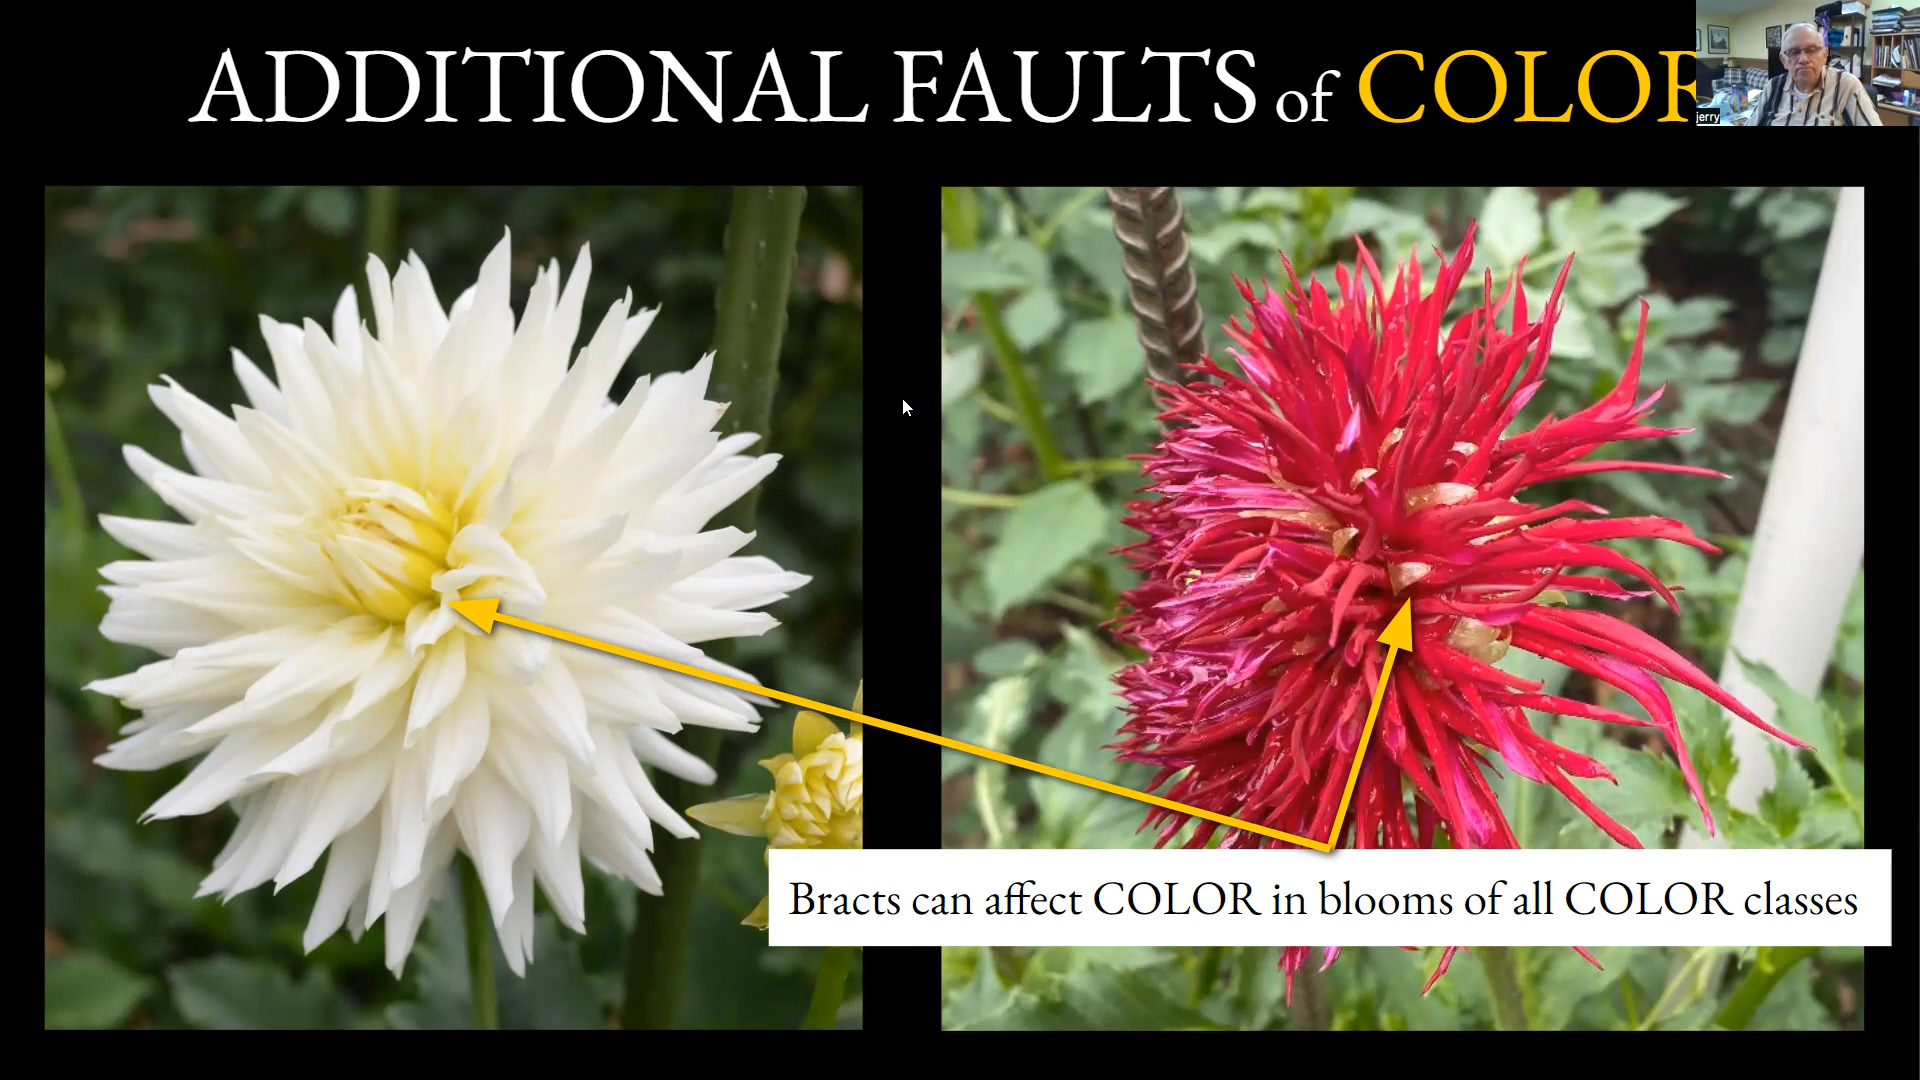 ADDITIONAL FAULTS of COLOR
jerry
Bracts can affect COLOR in blooms of all COLOR classes